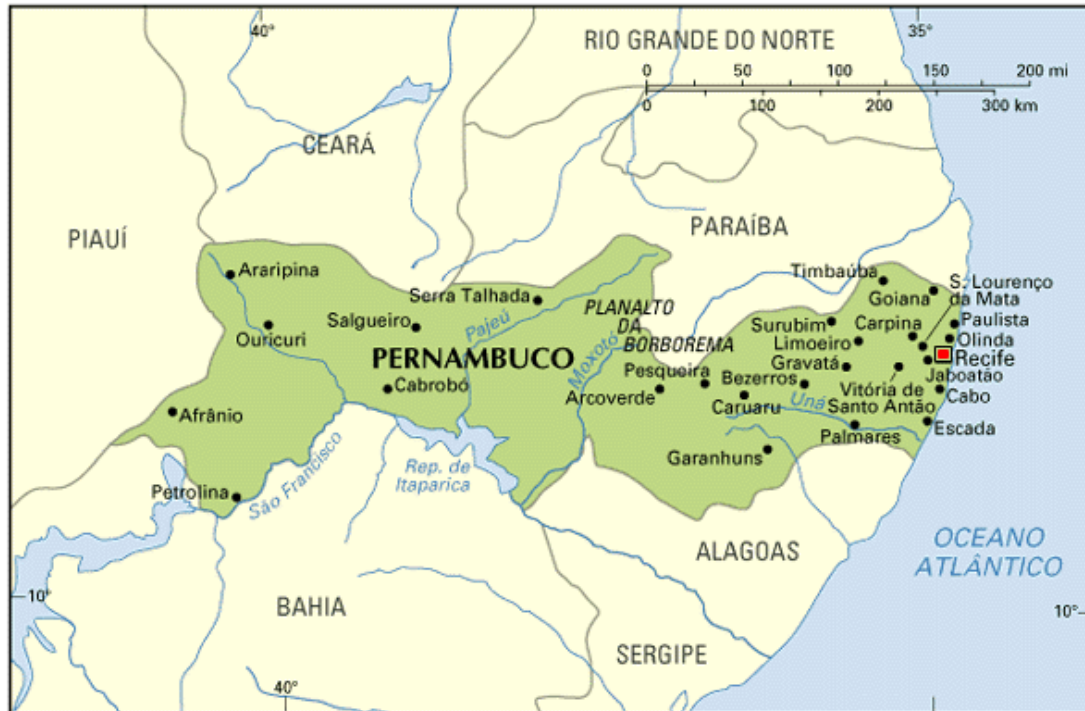 40°
35°
RIO GRANDE DO NORTE
0 50 100 150 200 mi
0 100 200 300 km
CEARÁ
PIAUÍ
PARAÍBA
Araripina
Timbaúba
S. Lourenço
da Mata
Goiana
Serra Talhada
PLANALTO
DA
BORBOREMA
Ouricuri
Salgueiro
Pajeú
Surubim
Carpina
Paulista
Limoeiro
Olinda
PERNAMBUCO
Moxotó
Gravatá
Recife
Pesqueira
Bezerros
Jaboatão
Cabrobó
Arcoverde
Vitória de
Santo Antão
Cabo
Caruaru
Uná
Afrânio
Palmares
Escada
Garanhuns
Petrolina
São Francisco
Rep. de
Itaparica
ALAGOAS
OCEANO
ATLÂNTICO
10°
BAHIA
10°
SERGIPE
40°